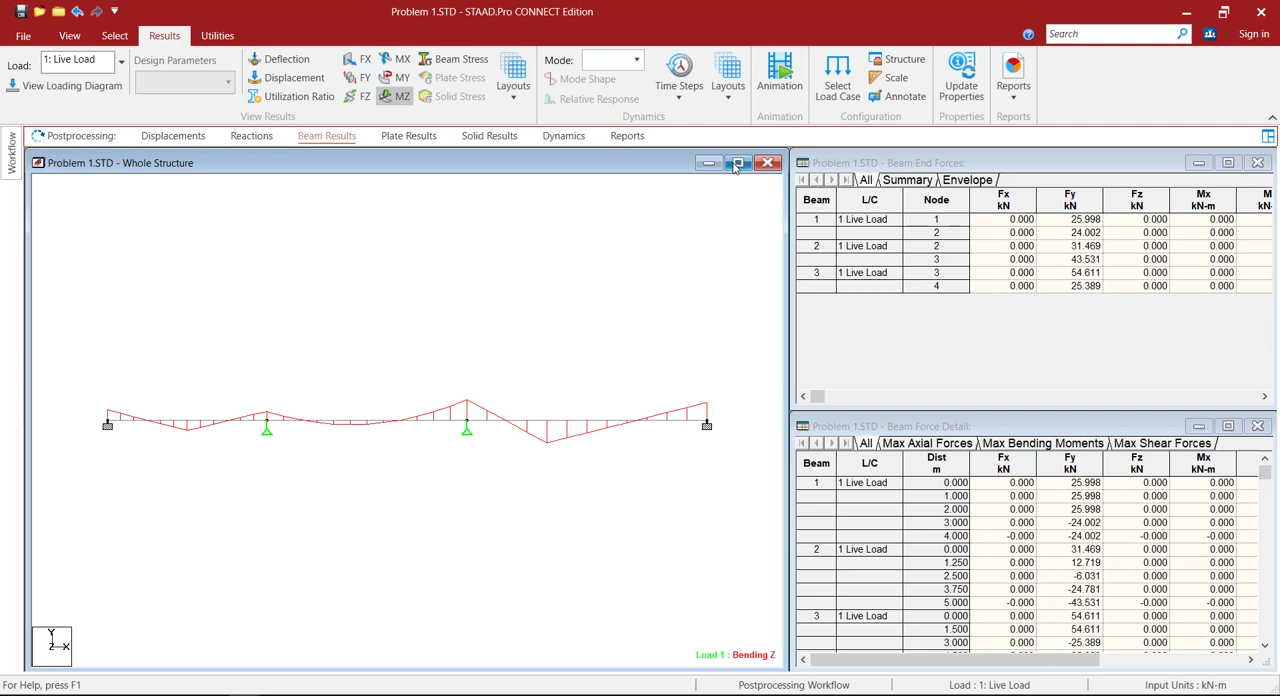 Problem 1.STD - STAAD.Pro CONNECT Edition
File View Select Results Utilities Search Sign in
Load: 1: Live Load
View Loading Diagram
Design Parameters
Deflection
Displacement
Utilization Ratio
FX MX Beam Stress
FY MY Plate Stress
FZ MZ Solid Stress
Layouts
View Results
Mode:
Mode Shape
Relative Response
Time Steps
Layouts
Dynamics
Animation
Animation
Select Load Case
Structure
Scale
Annotate
Configuration
Update Properties
Properties
Reports
Reports
Workflow
Postprocessing: Displacements Reactions Beam Results Plate Results Solid Results Dynamics Reports
Problem 1.STD - Whole Structure
Y
Z X
Load 1 : Bending Z
Problem 1.STD - Beam End Forces:
All Summary Envelope
Beam L/C Node Fx kN Fy kN Fz kN Mx kN-m M kN-
1 1 Live Load 1 0.000 25.998 0.000 0.000
2 0.000 24.002 0.000 0.000
2 1 Live Load 2 0.000 31.469 0.000 0.000
3 0.000 43.531 0.000 0.000
3 1 Live Load 3 0.000 54.611 0.000 0.000
4 0.000 25.389 0.000 0.000
Problem 1.STD - Beam Force Detail:
All Max Axial Forces Max Bending Moments Max Shear Forces
Beam L/C Dist m Fx kN Fy kN Fz kN Mx kN-m
1 1 Live Load 0.000 0.000 25.998 0.000 0.000
1.000 0.000 25.998 0.000 0.000
2.000 0.000 25.998 0.000 0.000
3.000 0.000 -24.002 0.000 0.000
4.000 -0.000 -24.002 -0.000 -0.000
2 1 Live Load 0.000 0.000 31.469 0.000 0.000
1.250 0.000 12.719 0.000 0.000
2.500 0.000 -6.031 0.000 0.000
3.750 0.000 -24.781 0.000 0.000
5.000 -0.000 -43.531 -0.000 -0.000
3 1 Live Load 0.000 0.000 54.611 0.000 0.000
1.500 0.000 54.611 0.000 0.000
3.000 0.000 -25.389 0.000 0.000
For Help, press F1
Postprocessing Workflow
Load : 1: Live Load
Input Units : kN-m